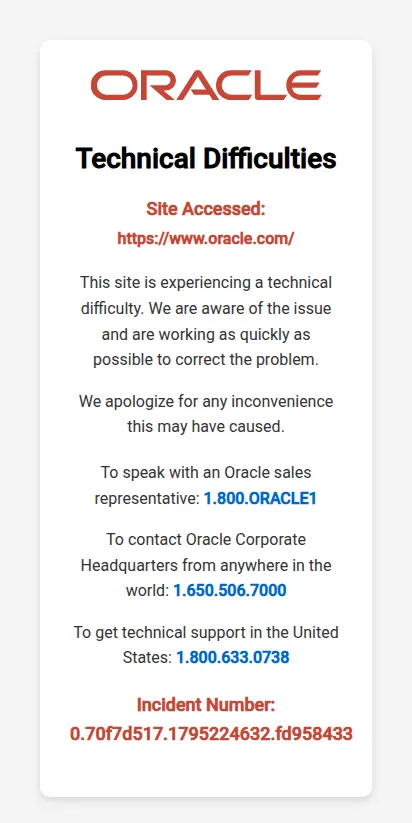 ORACLE
Technical Difficulties
Site Accessed:
https://www.oracle.com/
This site is experiencing a technical
difficulty. We are aware of the issue
and are working as quickly as
possible to correct the problem.
We apologize for any inconvenience
this may have caused.
To speak with an Oracle sales
representative: 1.800.ORACLE1
To contact Oracle Corporate
Headquarters from anywhere in the
world: 1.650.506.7000
To get technical support in the United
States: 1.800.633.0738
Incident Number:
0.70f7d517.1795224632.fd958433